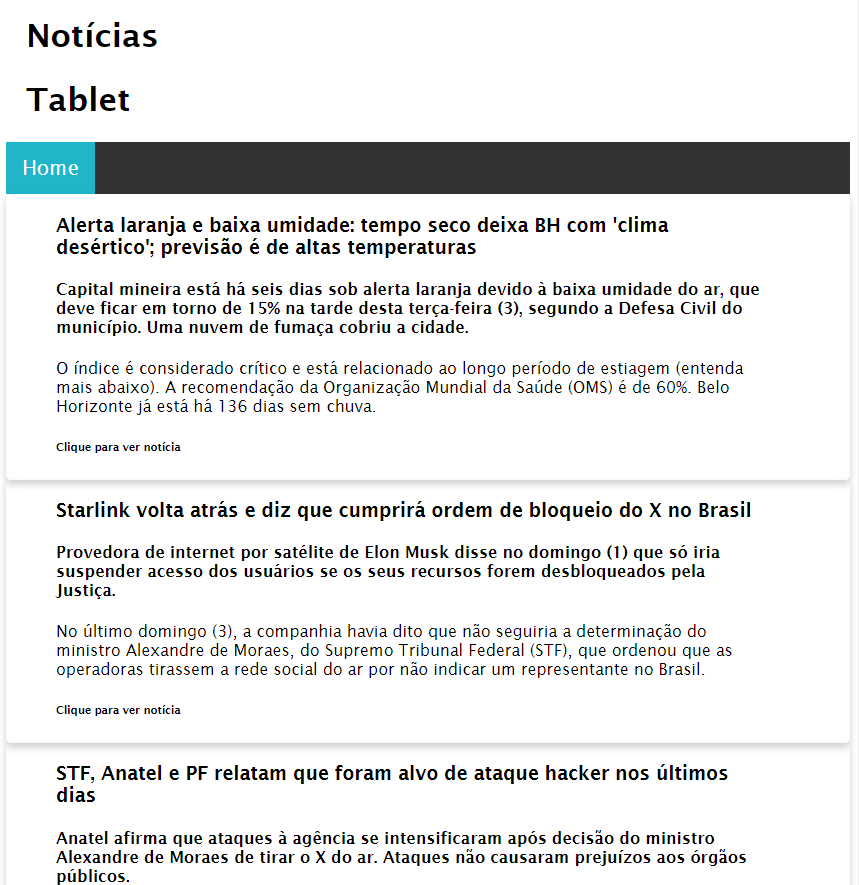 Notícias
Tablet
Home
Alerta laranja e baixa umidade: tempo seco deixa BH com 'clima
desértico'; previsão é de altas temperaturas
Capital mineira está há seis dias sob alerta laranja devido à baixa umidade do ar, que
deve ficar em torno de 15% na tarde desta terça-feira (3), segundo a Defesa Civil do
município. Uma nuvem de fumaça cobriu a cidade.
O índice é considerado crítico e está relacionado ao longo período de estiagem (entenda
mais abaixo). A recomendação da Organização Mundial da Saúde (OMS) é de 60%. Belo
Horizonte já está há 136 dias sem chuva.
Clique para ver notícia
Starlink volta atrás e diz que cumprirá ordem de bloqueio do X no Brasil
Provedora de internet por satélite de Elon Musk disse no domingo (1) que só iria
suspender acesso dos usuários se os seus recursos forem desbloqueados pela
Justiça.
No último domingo (3), a companhia havia dito que não seguiria a determinação do
ministro Alexandre de Moraes, do Supremo Tribunal Federal (STF), que ordenou que as
operadoras tirassem a rede social do ar por não indicar um representante no Brasil.
Clique para ver notícia
STF, Anatel e PF relatam que foram alvo de ataque hacker nos últimos
dias
Anatel afirma que ataques à agência se intensificaram após decisão do ministro
Alexandre de Moraes de tirar o X do ar. Ataques não causaram prejuízos aos órgãos
públicos.